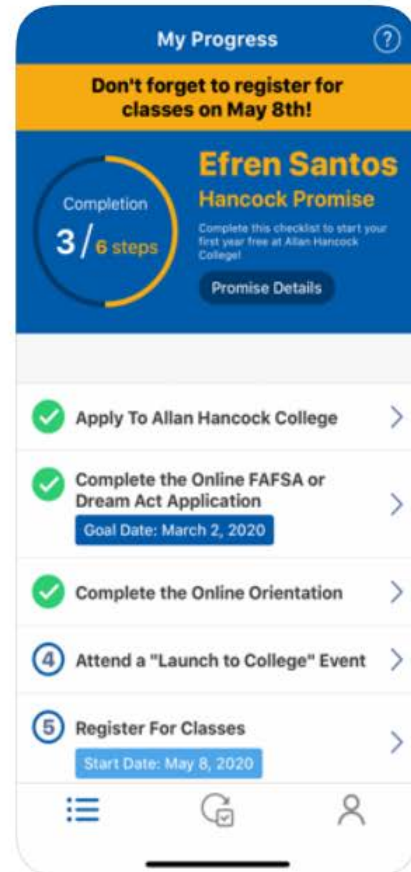 My Progress
?
Don't forget to register for
classes on May 8th!
Completion
3/6 steps
Efren Santos
Hancock Promise
Complete this checklist to start your
first year free at Allan Hancock
College!
Promise Details
Apply To Allan Hancock College
Complete the Online FAFSA or
Dream Act Application
Goal Date: March 2, 2020
Complete the Online Orientation
4 Attend a "Launch to College" Event
5 Register For Classes
Start Date: May 8, 2020